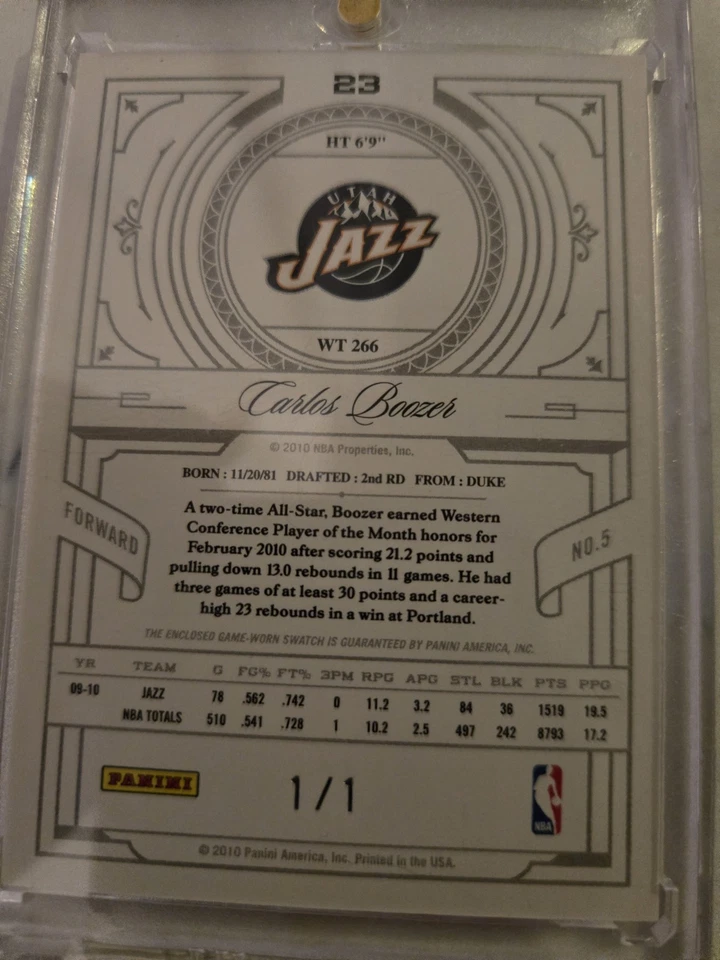 23
HT 6'9"
UTAH
JAZZ
WT 266
Carlos Boozer
© 2010 NBA Properties, Inc.
BORN : 11/20/81 DRAFTED : 2nd RD FROM : DUKE
A two-time All-Star, Boozer earned Western
Conference Player of the Month honors for
February 2010 after scoring 21.2 points and
pulling down 13.0 rebounds in 11 games. He had
three games of at least 30 points and a career-
high 23 rebounds in a win at Portland.
FORWARD
NO.5
THE ENCLOSED GAME-WORN SWATCH IS GUARANTEED BY PANINI AMERICA, INC.
YR TEAM G FG% FT% 3PM RPG APG STL BLK PTS PPG
09-10 JAZZ 78 .562 .742 0 11.2 3.2 84 36 1519 19.5
NBA TOTALS 510 .541 .728 1 10.2 2.5 497 242 8793 17.2
PANINI
1/1
NBA
© 2010 Panini America, Inc. Printed in the USA.